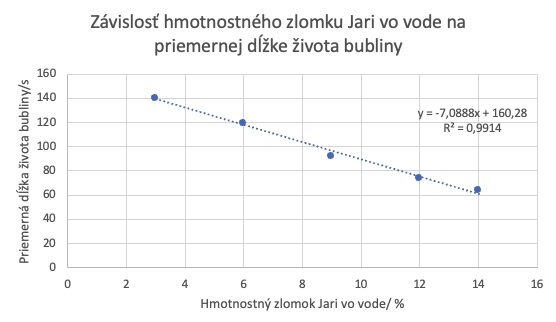 Závislosť hmotnostného zlomku Jari vo vode na
priemernej dĺžke života bubliny
Priemerná dĺžka života bubliny/s
160
140
120
100
80
60
40
20
0
y = -7,0888x + 160,28
R² = 0,9914
0 2 4 6 8 10 12 14 16
Hmotnostný zlomok Jari vo vode/ %